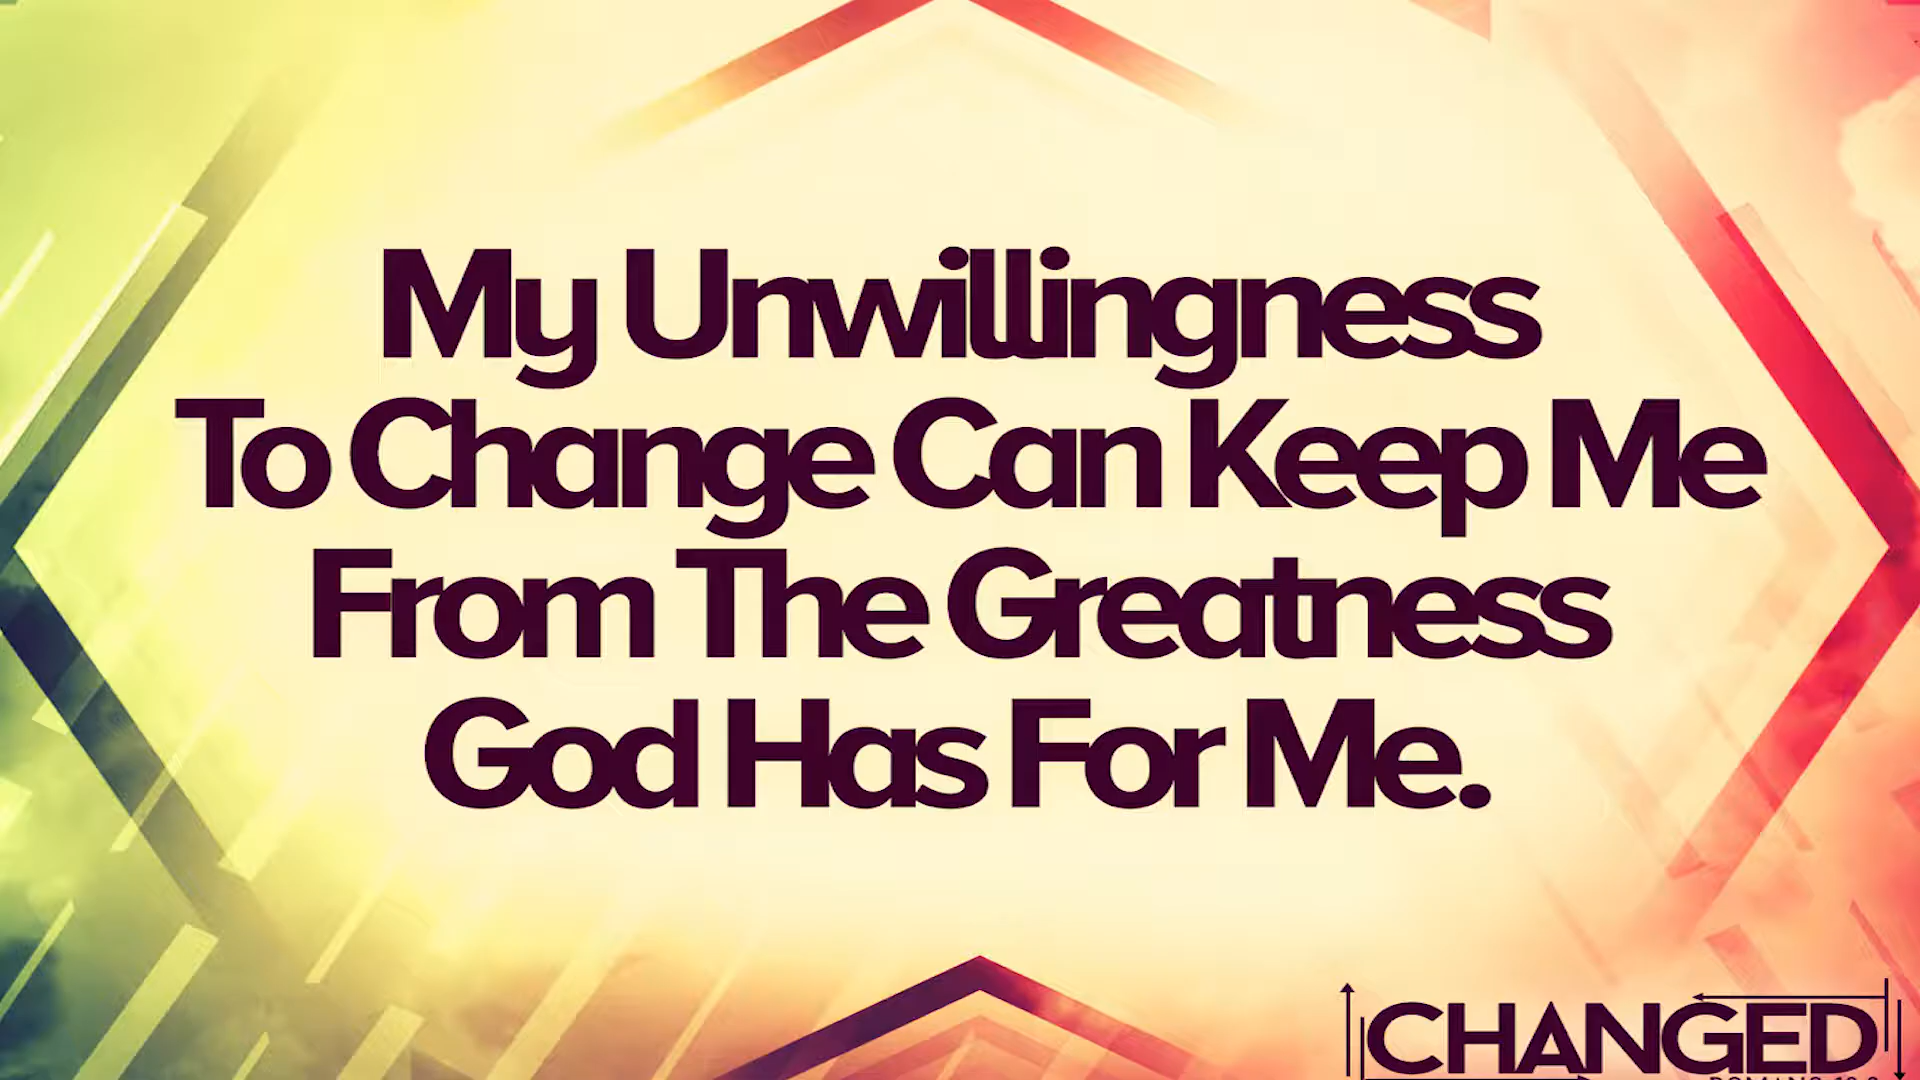 My Unwillingness
To Change Can Keep Me
From The Greatness
God Has For Me.
CHANGED